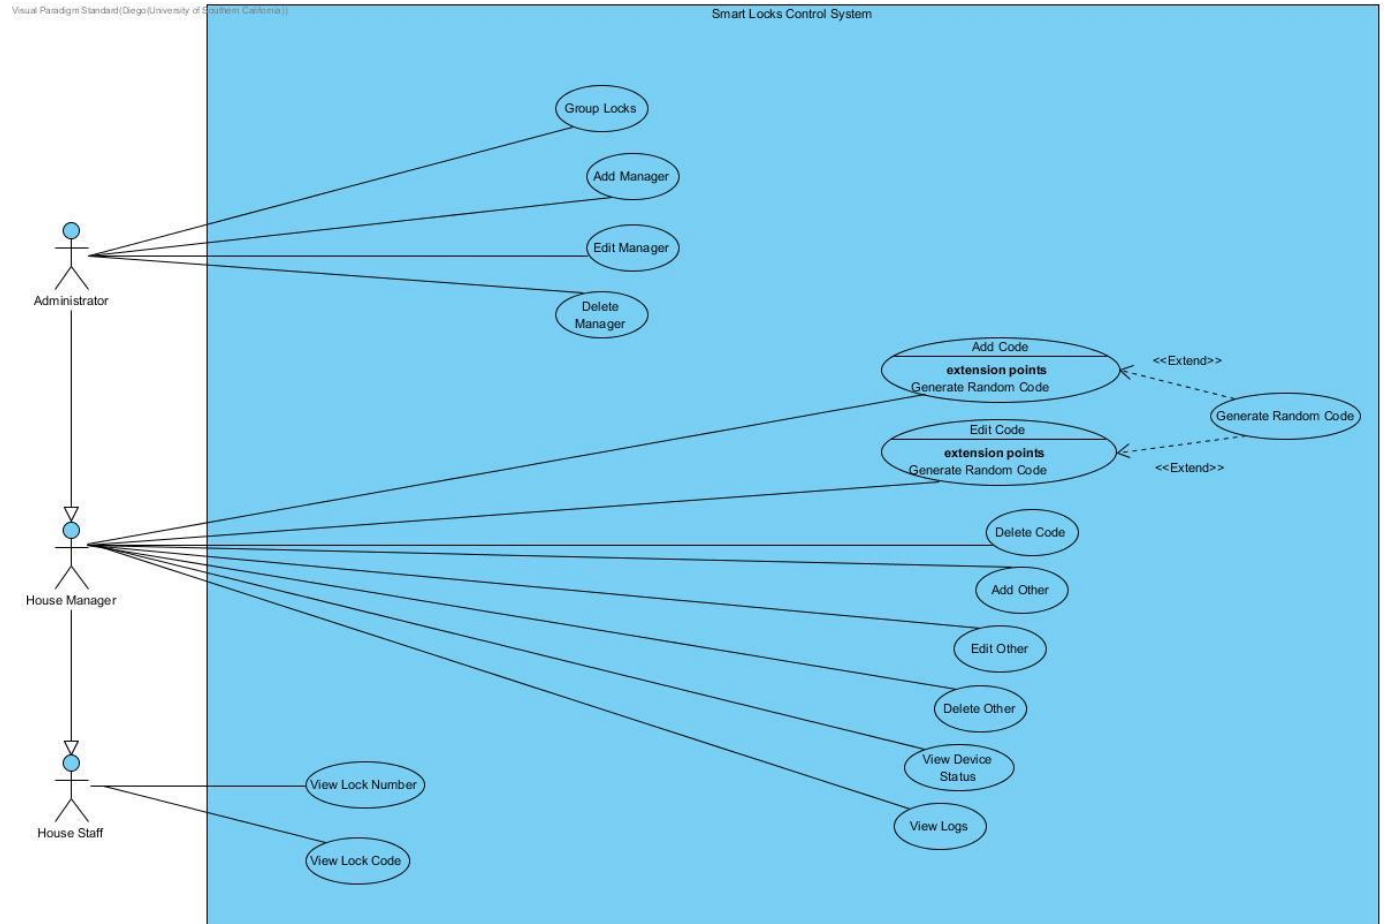 Visual Paradigm Standard(Diego(University of Southern California))
Smart Locks Control System
Group Locks
Add Manager
Edit Manager
Administrator
Delete
Manager
Add Code
extension points
Generate Random Code
<<Extend>>
Generate Random Code
Edit Code
extension points
Generate Random Code
<<Extend>>
Delete Code
Add Other
House Manager
Edit Other
Delete Other
View Device
Status
View Lock Number
View Logs
House Staff
View Lock Code